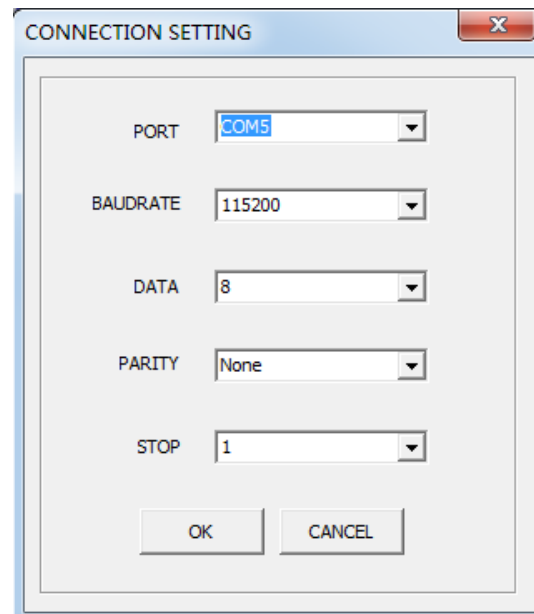 CONNECTION SETTING
PORT COM5
BAUDRATE 115200
DATA 8
PARITY None
STOP 1
OK CANCEL